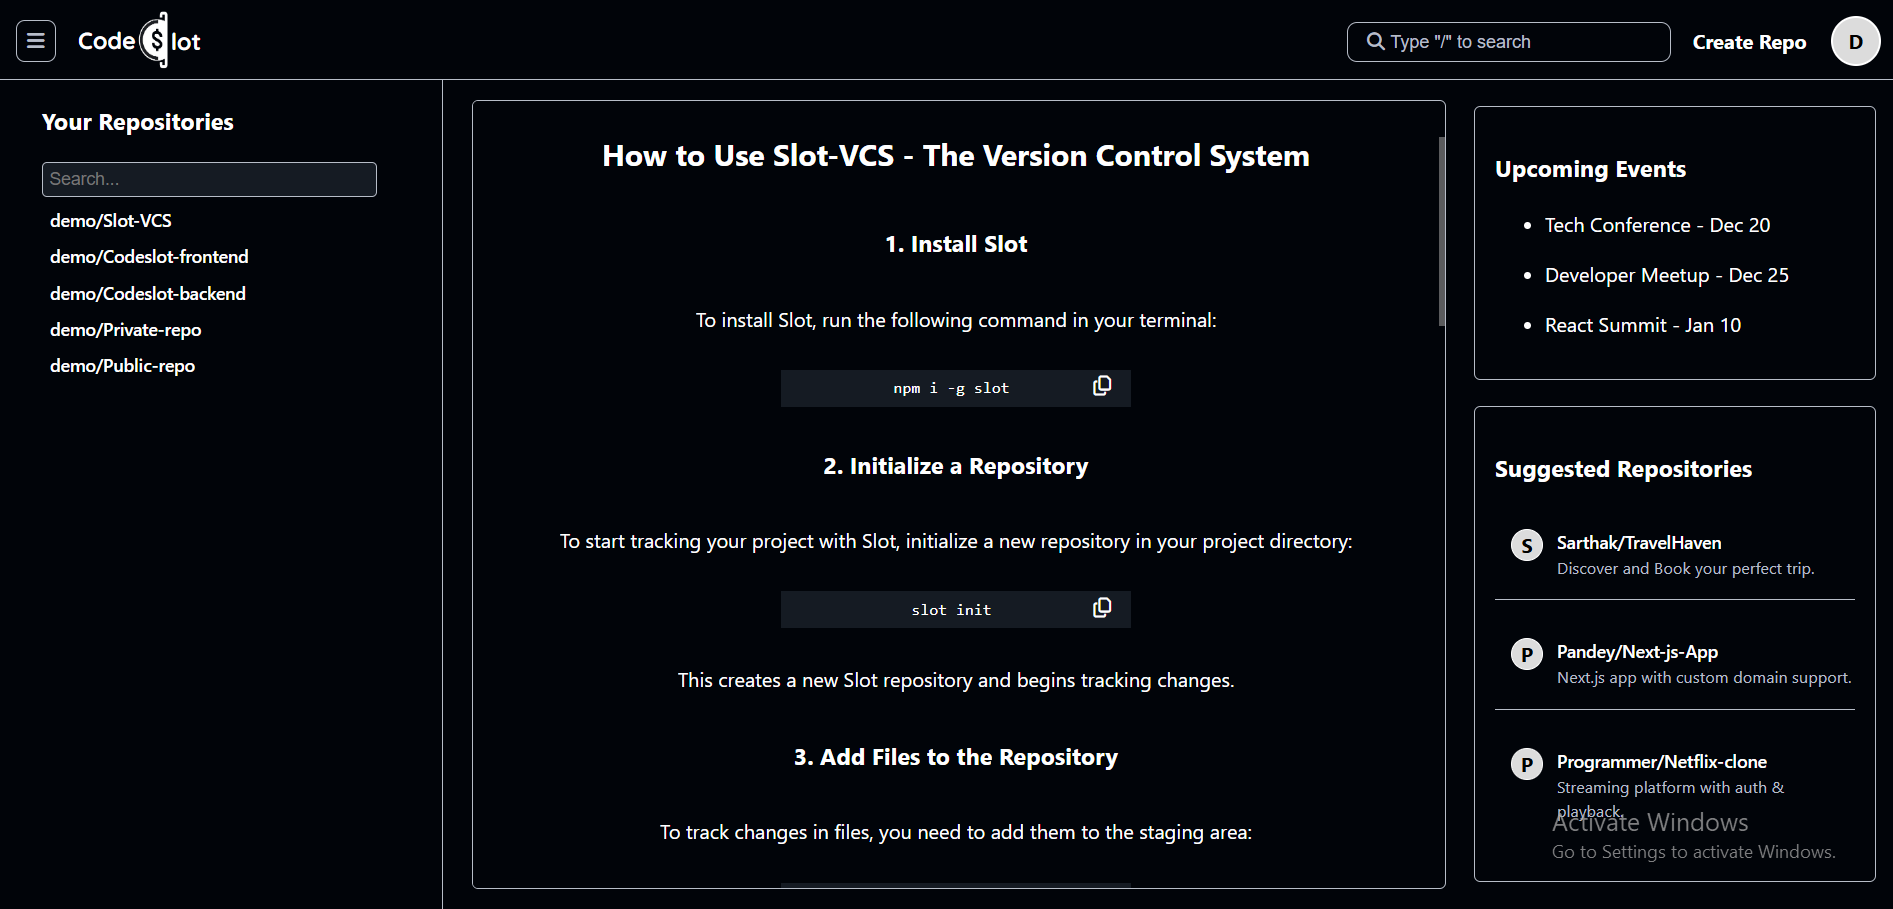 Code $lot
Type "/" to search
Create Repo
D
Your Repositories
Search...
demo/Slot-VCS
demo/Codeslot-frontend
demo/Codeslot-backend
demo/Private-repo
demo/Public-repo
How to Use Slot-VCS - The Version Control System
1. Install Slot
To install Slot, run the following command in your terminal:
npm i -g slot
2. Initialize a Repository
To start tracking your project with Slot, initialize a new repository in your project directory:
slot init
This creates a new Slot repository and begins tracking changes.
3. Add Files to the Repository
To track changes in files, you need to add them to the staging area:
Upcoming Events
Tech Conference - Dec 20
Developer Meetup - Dec 25
React Summit - Jan 10
Suggested Repositories
S
Sarthak/TravelHaven
Discover and Book your perfect trip.
P
Pandey/Next-js-App
Next.js app with custom domain support.
P
Programmer/Netflix-clone
Streaming platform with auth &
playback.
Activate Windows
Go to Settings to activate Windows.